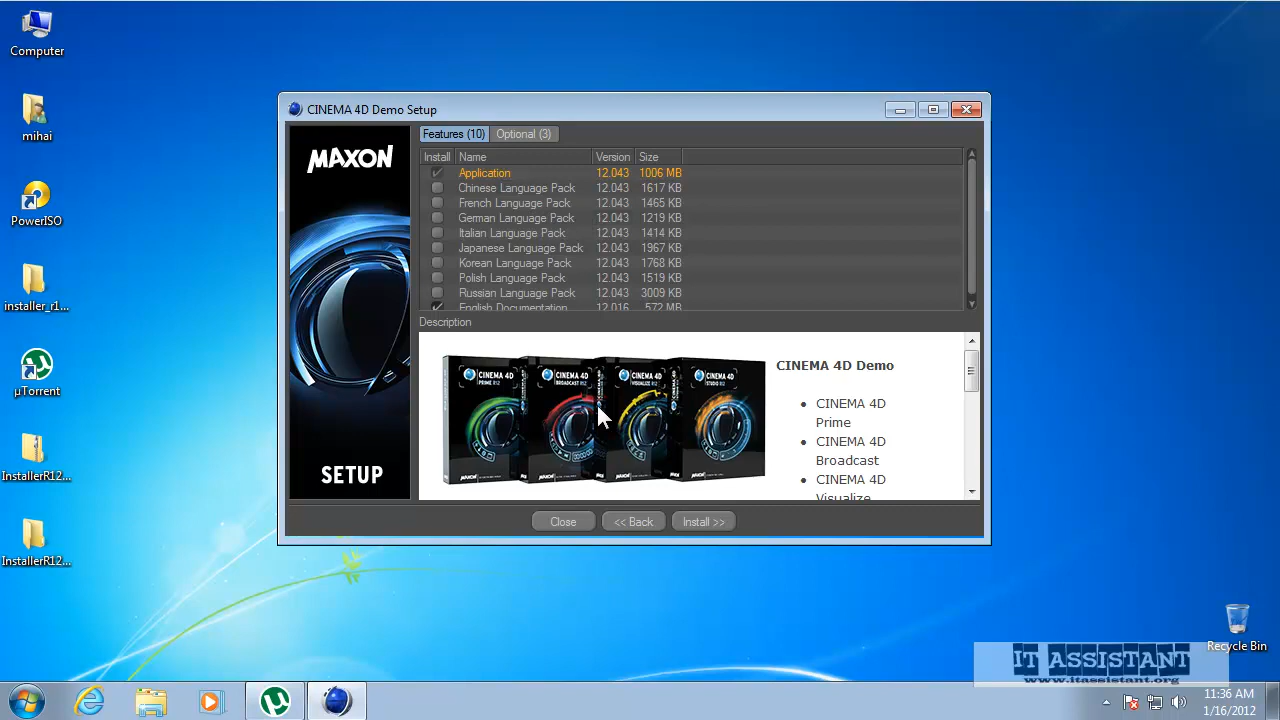 Computer
mihai
PowerISO
installer_r1...
µTorrent
InstallerR12...
InstallerR12...
CINEMA 4D Demo Setup
MAXON
SETUP
Features (10) Optional (3)
Install Name Version Size
Application 12.043 1006 MB
Chinese Language Pack 12.043 1617 KB
French Language Pack 12.043 1465 KB
German Language Pack 12.043 1219 KB
Italian Language Pack 12.043 1414 KB
Japanese Language Pack 12.043 1967 KB
Korean Language Pack 12.043 1768 KB
Polish Language Pack 12.043 1519 KB
Russian Language Pack 12.043 3009 KB
English Documentation 12.016 572 MB
Description
CINEMA 4D PRIME R12
CINEMA 4D BROADCAST R12
CINEMA 4D VISUALIZE R12
CINEMA 4D STUDIO R12
MAXON MAXON MAXON MAXON
CINEMA 4D Demo
CINEMA 4D
Prime
CINEMA 4D
Broadcast
CINEMA 4D
Visualize
Close << Back Install >>
Recycle Bin
IT ASSISTANT
www.itassistant.org
11:36 AM
1/16/2012